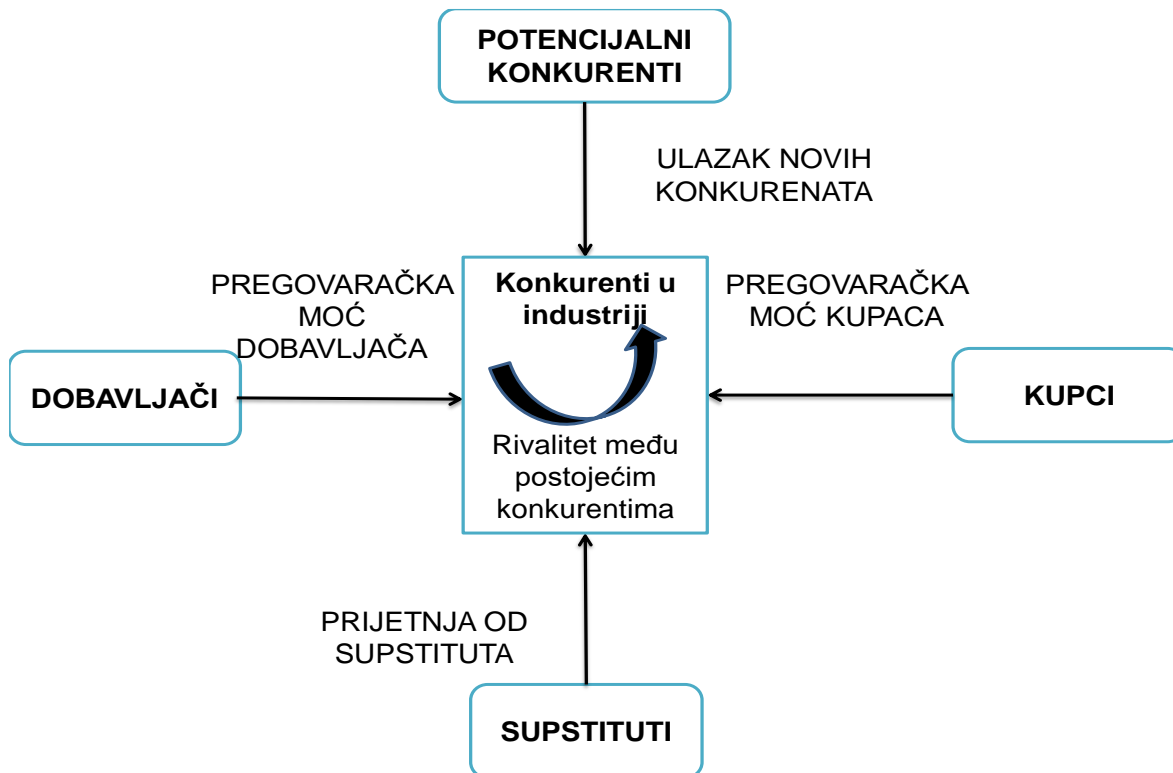 POTENCIJALNI
KONKURENTI
ULAZAK NOVIH
KONKURENATA
PREGOVARAČKA
MOĆ
DOBAVLJAČA
Konkurenti u
industriji
PREGOVARAČKA
MOĆ KUPACA
DOBAVLJAČI
KUPCI
Rivalitet među
postojećim
konkurentima
PRIJETNJA OD
SUPSTITUTA
SUPSTITUTI